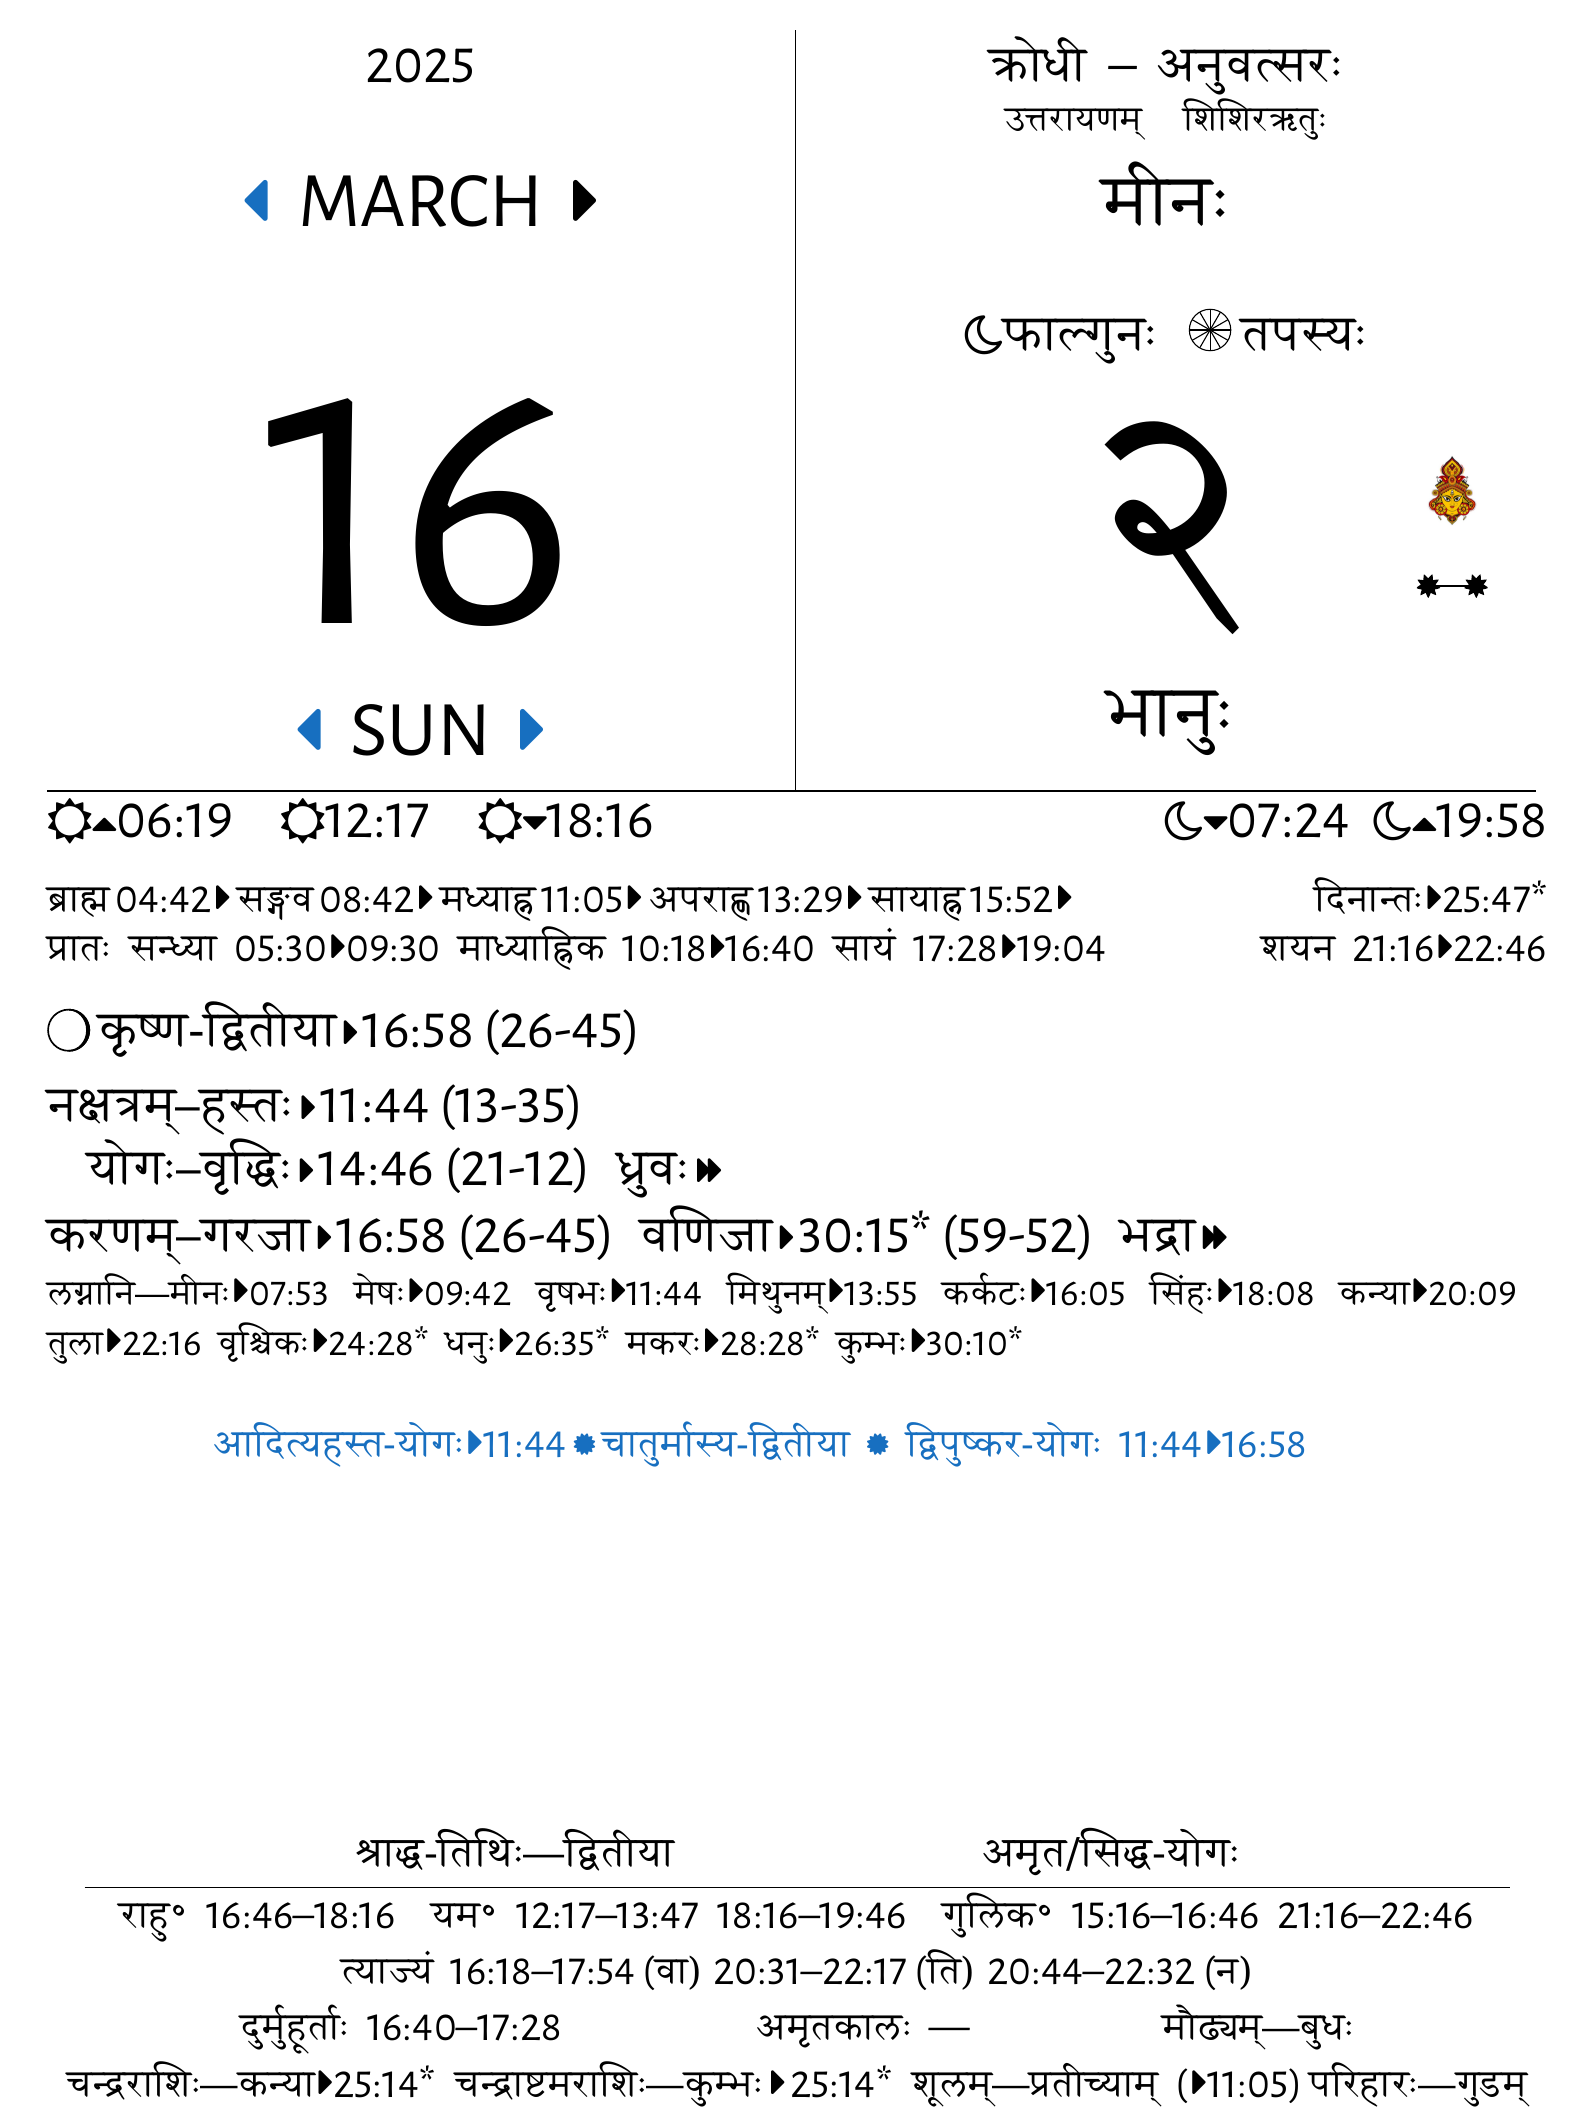 2025
MARCH
16
SUN
क्रोधी – अनुवत्सरः
उत्तरायणम् शिशिरऋतुः
मीनः
फाल्गुनः तपस्यः
२
भानुः
06:19 12:17 18:16 07:24 19:58
ब्राह्म 04:42 सङ्गव 08:42 मध्याह्न 11:05 अपराह्ण 13:29 सायाह्न 15:52 दिनान्तः 25:47*
प्रातः सन्ध्या 05:30 09:30 माध्याह्निक 10:18 16:40 सायं 17:28 19:04 शयन 21:16 22:46
कृष्ण-द्वितीया 16:58 (26-45)
नक्षत्रम्–हस्तः 11:44 (13-35)
योगः–वृद्धिः 14:46 (21-12) ध्रुवः
करणम्–गरजा 16:58 (26-45) वणिजा 30:15* (59-52) भद्रा
लग्नानि—मीनः 07:53 मेषः 09:42 वृषभः 11:44 मिथुनम् 13:55 कर्कटः 16:05 सिंहः 18:08 कन्या 20:09
तुला 22:16 वृश्चिकः 24:28* धनुः 26:35* मकरः 28:28* कुम्भः 30:10*
आदित्यहस्त-योगः 11:44 चातुर्मास्य-द्वितीया द्विपुष्कर-योगः 11:44 16:58
श्राद्ध-तिथिः—द्वितीया अमृत/सिद्ध-योगः
राहु॰ 16:46–18:16 यम॰ 12:17–13:47 18:16–19:46 गुलिक॰ 15:16–16:46 21:16–22:46
त्याज्यं 16:18–17:54 (वा) 20:31–22:17 (ति) 20:44–22:32 (न)
दुर्मुहूर्ताः 16:40–17:28 अमृतकालः — मौढ्यम्—बुधः
चन्द्रराशिः—कन्या 25:14* चन्द्राष्टमराशिः—कुम्भः 25:14* शूलम्—प्रतीच्याम् ( 11:05) परिहारः—गुडम्